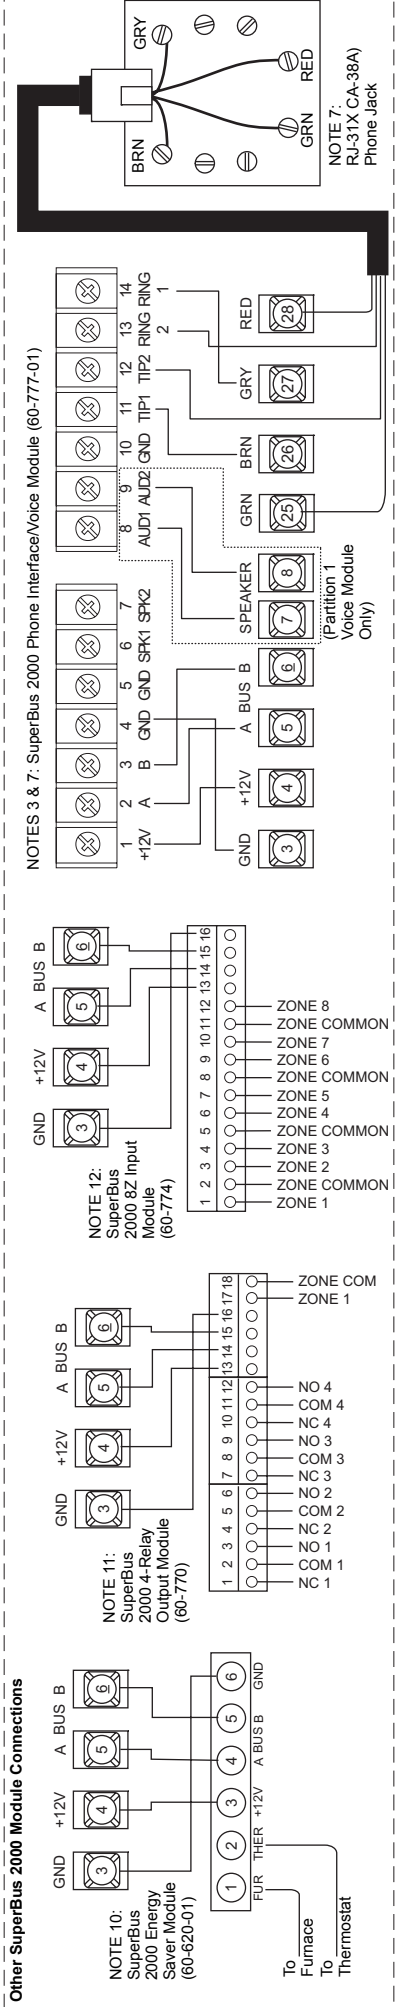 Other SuperBus 2000 Module Connections
GND +12V A BUS B
3 4 5 6
NOTE 10:
SuperBus
2000 Energy
Saver Module
(60-620-01)
1 2 3 4 5 6
FUR THER +12V A BUS B GND
To
Furnace
To
Thermostat
GND +12V A BUS B
3 4 5 6
NOTE 11:
SuperBus
2000 4-Relay
Output Module
(60-770)
1 2 3 4 5 6 7 8 9 10 11 12 13 14 15 16 17 18
NC 1
COM 1
NO 1
NC 2
COM 2
NO 2
NC 3
COM 3
NO 3
NC 4
COM 4
NO 4
ZONE 1
ZONE COM
GND +12V A BUS B
3 4 5 6
NOTE 12:
SuperBus
2000 8Z Input
Module
(60-774)
1 2 3 4 5 6 7 8 9 10 11 12 13 14 15 16
ZONE 1
ZONE COMMON
ZONE 2
ZONE 3
ZONE COMMON
ZONE 4
ZONE 5
ZONE COMMON
ZONE 6
ZONE 7
ZONE COMMON
ZONE 8
NOTES 3 & 7: SuperBus 2000 Phone Interface/Voice Module (60-777-01)
1 2 3 4 5 6 7 8 9 10 11 12 13 14
+12V A B GND GND SPK1 SPK2 AUD1 AUD2 GND TIP1 TIP2 RING RING
2 1
GND +12V A BUS B SPEAKER GRN BRN GRY RED
3 4 5 6 7 8 25 26 27 28
(Partition 1
Voice Module
Only)
BRN GRY
GRN RED
NOTE 7:
RJ-31X CA-38A)
Phone Jack